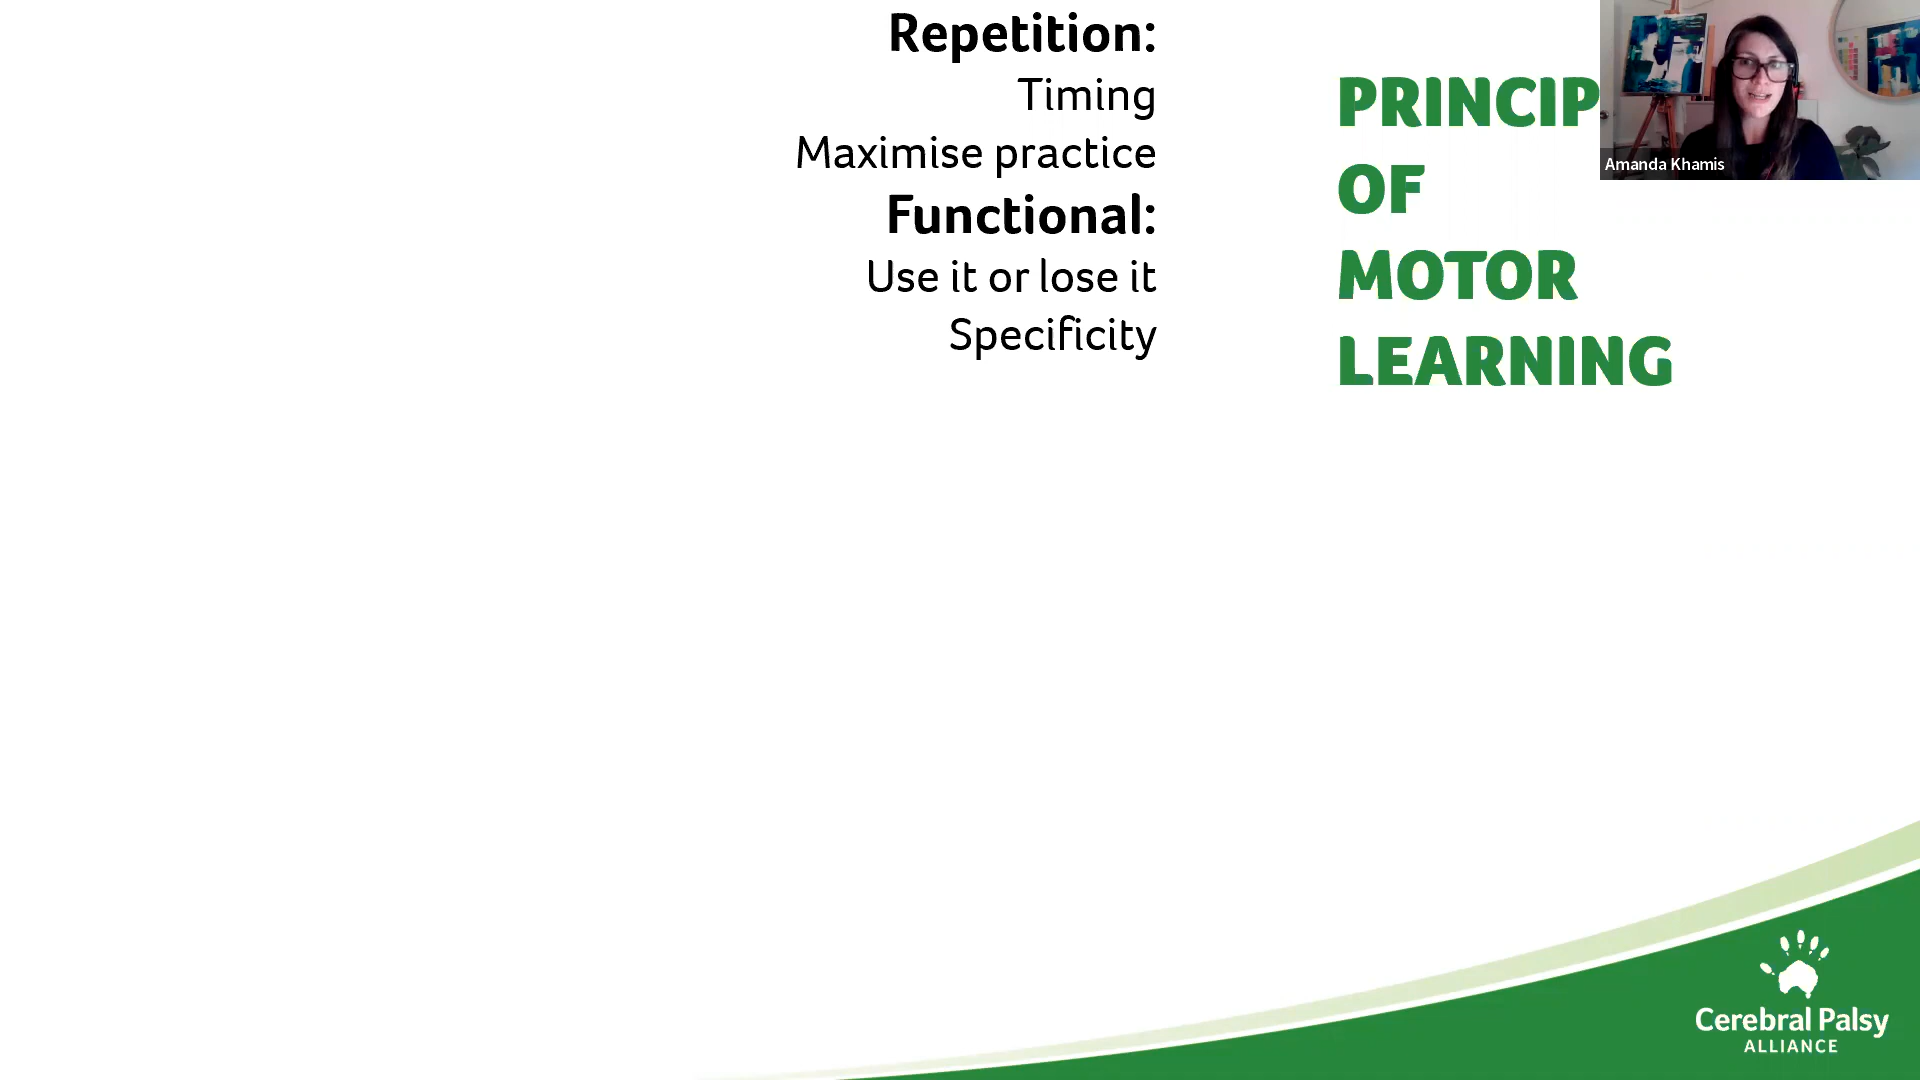 Repetition:
Timing
Maximise practice
Functional:
Use it or lose it
Specificity
PRINCIP
OF
MOTOR
LEARNING
Amanda Khamis
Cerebral Palsy
ALLIANCE